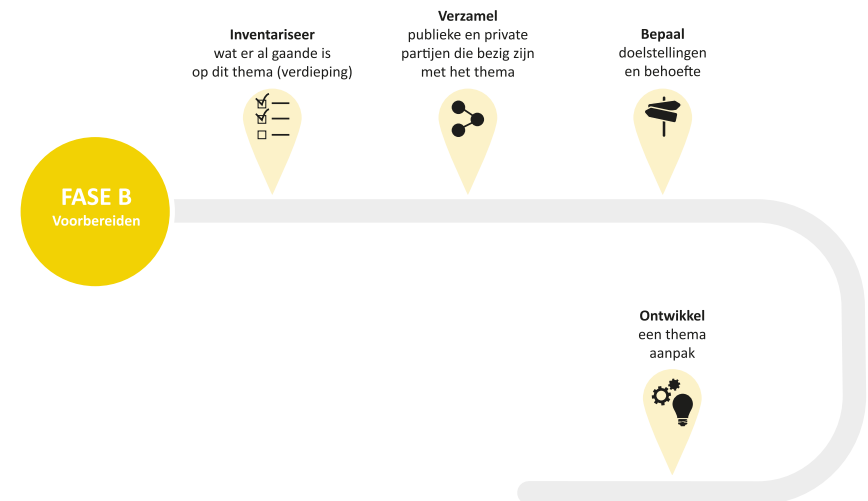 FASE B
Voorbereiden
Inventariseer
wat er al gaande is
op dit thema (verdieping)
Verzamel
publieke en private
partijen die bezig zijn
met het thema
Bepaal
doelstellingen
en behoefte
Ontwikkel
een thema
aanpak